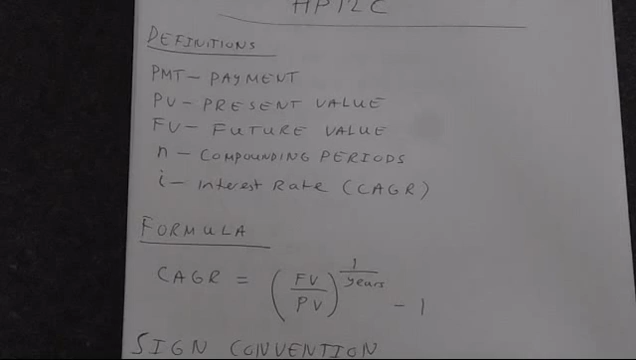 HP12C
DEFINITIONS
PMT - PAYMENT
PV - PRESENT VALUE
FV - FUTURE VALUE
n - COMPOUNDING PERIODS
i - Interest Rate (CAGR)
FORMULA
CAGR = (FV/PV)^(1/years) - 1
SIGN CONVENTION